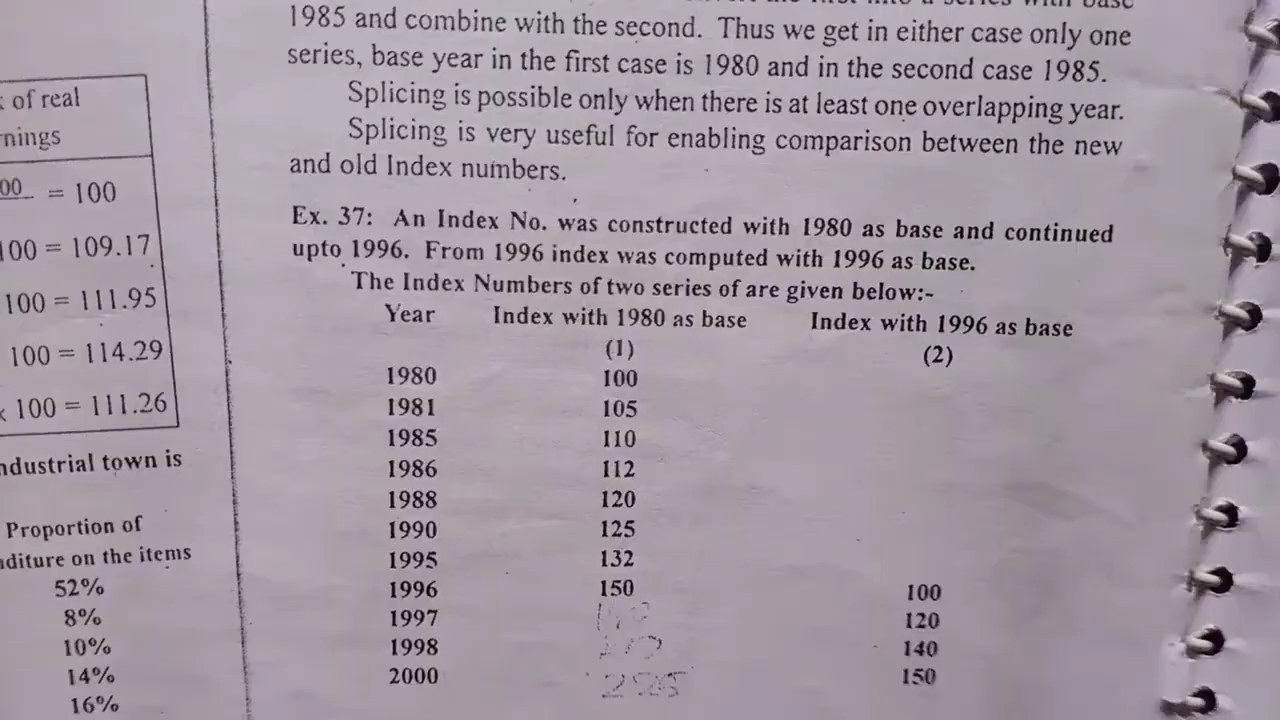 1985 and combine with the second. Thus we get in either case only one
series, base year in the first case is 1980 and in the second case 1985.
Splicing is possible only when there is at least one overlapping year.
Splicing is very useful for enabling comparison between the new
and old Index numbers.
Ex. 37: An Index No. was constructed with 1980 as base and continued
upto 1996. From 1996 index was computed with 1996 as base.
The Index Numbers of two series of are given below:-
Year Index with 1980 as base Index with 1996 as base
(1) (2)
1980 100
1981 105
1985 110
1986 112
1988 120
1990 125
1995 132
1996 150 100
1997 120
1998 140
2000 225 150
of real
100 = 109.17
= 100
100 = 111.95
100 = 114.29
x 100 = 111.26
town is
Proportion of
on the items
52%
8%
10%
14%
16%